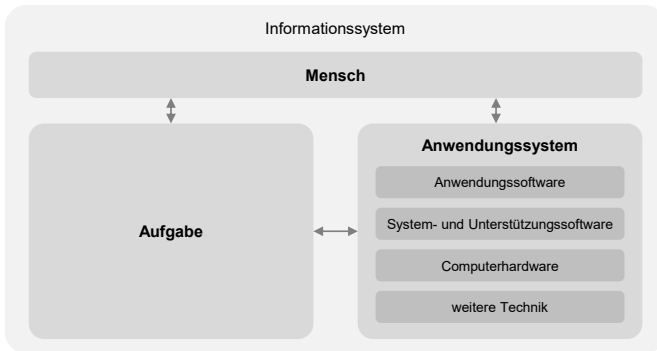 Informationssystem
Mensch
Aufgabe
Anwendungssystem
Anwendungssoftware
System- und Unterstützungssoftware
Computerhardware
weitere Technik